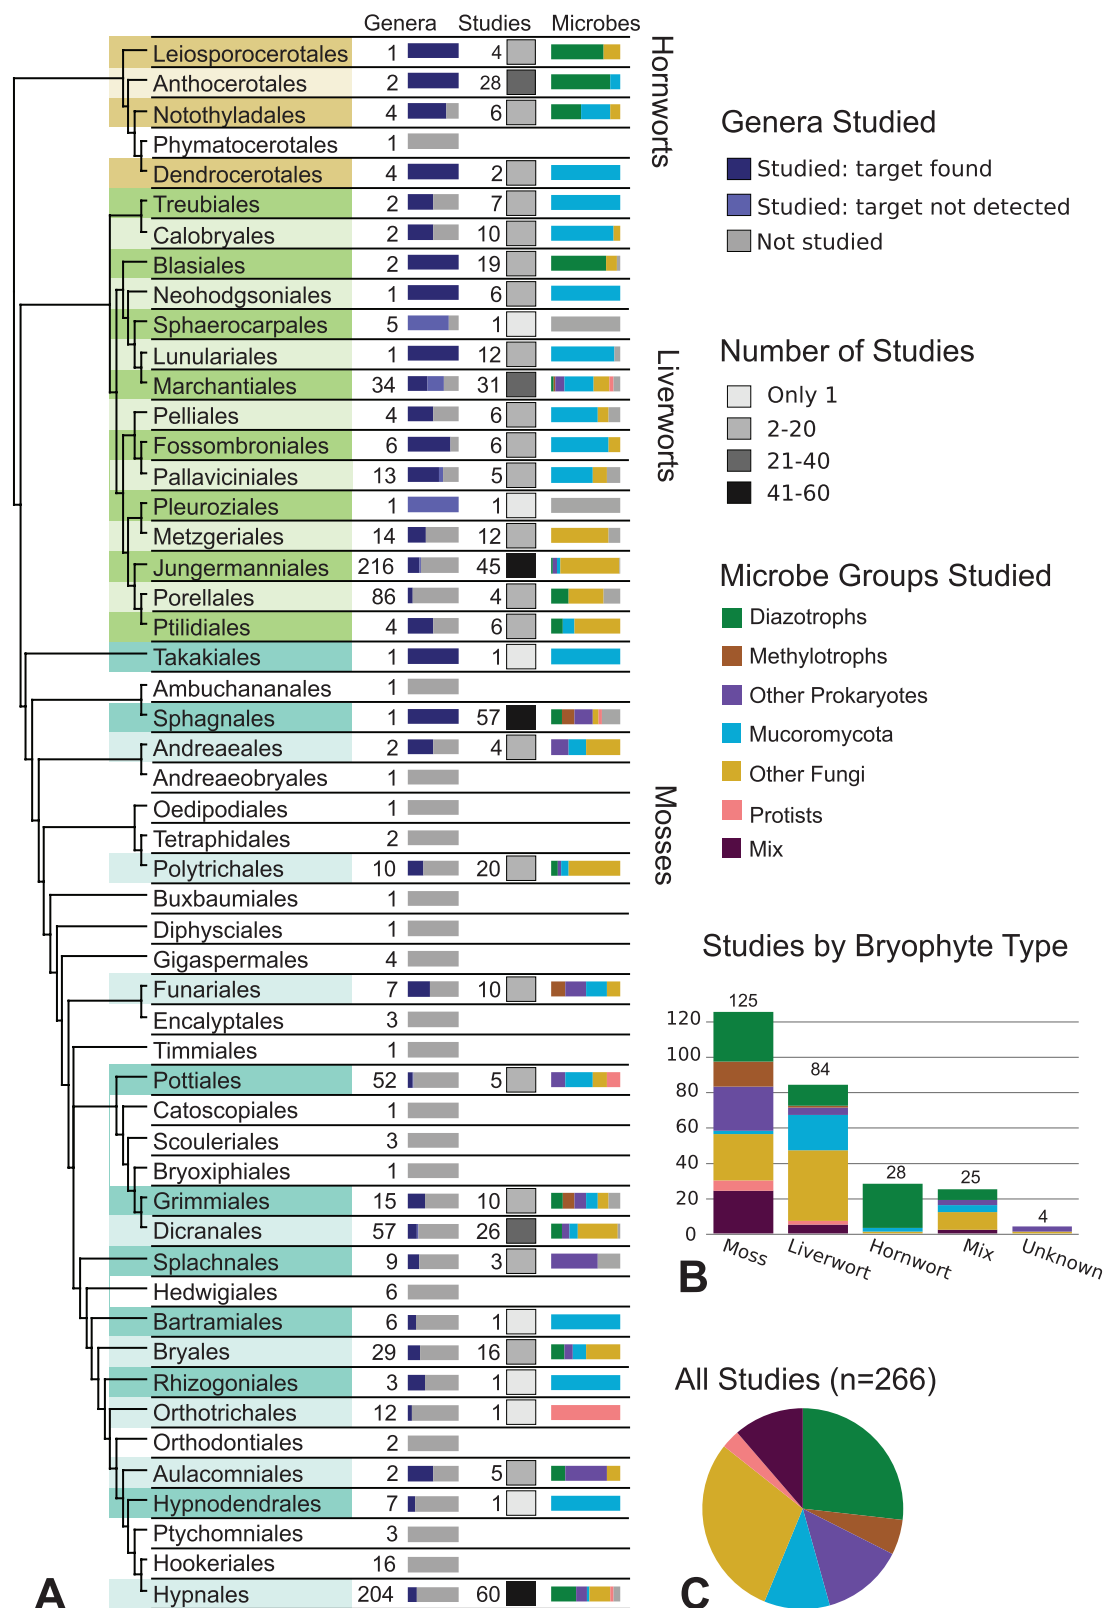 Genera Studies Microbes
Leiosporocerotales 1 4
Anthocerotales 2 28
Notothyladales 4 6
Phymatocerotales 1
Dendrocerotales 4 2
Treubiales 2 7
Calobryales 2 10
Blasiales 2 19
Neohodgsoniales 1 6
Sphaerocarpales 5 1
Lunulariales 1 12
Marchantiales 34 31
Pelliales 4 6
Fossombroniales 6 6
Pallaviciniales 13 5
Pleuroziales 1 1
Metzgeriales 14 12
Jungermanniales 216 45
Porellales 86 4
Ptilidiales 4 6
Takakiales 1 1
Ambuchananales 1
Sphagnales 1 57
Andreaeales 2 4
Andreaeobryales 1
Oedipodiales 1
Tetraphidales 2
Polytrichales 10 20
Buxbaumiales 1
Diphysciales 1
Gigaspermales 4
Funariales 7 10
Encalyptales 3
Timmiales 1
Pottiales 52 5
Catoscopiales 1
Scouleriales 3
Bryoxiphiales 1
Grimmiales 15 10
Dicranales 57 26
Splachnales 9 3
Hedwigiales 6
Bartramiales 6 1
Bryales 29 16
Rhizogoniales 3 1
Orthotrichales 12 1
Orthodontiales 2
Aulacomniales 2 5
Hypnodendrales 7 1
Ptychomniales 3
Hookeriales 16
Hypnales 204 60
A
Hornworts
Liverworts
Mosses
Genera Studied
Studied: target found
Studied: target not detected
Not studied
Number of Studies
Only 1
2-20
21-40
41-60
Microbe Groups Studied
Diazotrophs
Methylotrophs
Other Prokaryotes
Mucoromycota
Other Fungi
Protists
Mix
Studies by Bryophyte Type
125
120
100
84
80
60
40
28 25
20
4
0
Moss Liverwort Hornwort Mix Unknown
B
All Studies (n=266)
C